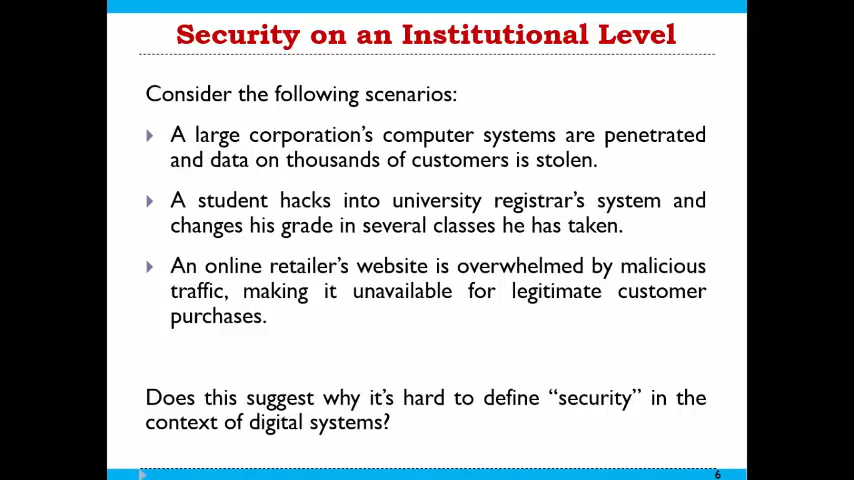 Security on an Institutional Level
Consider the following scenarios:
A large corporation's computer systems are penetrated
and data on thousands of customers is stolen.
A student hacks into university registrar's system and
changes his grade in several classes he has taken.
An online retailer's website is overwhelmed by malicious
traffic, making it unavailable for legitimate customer
purchases.
Does this suggest why it's hard to define “security” in the
context of digital systems?
6